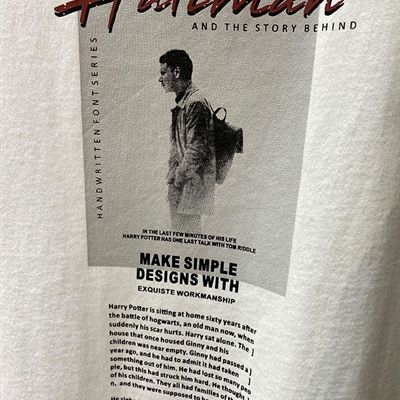 AND THE STORY BEHIND
HANDWRITTEN FONT SERIES
IN THE LAST FEW MINUTES OF HIS LIFE
HARRY POTTER HAS ONE LAST TALK WITH TOM RIDDLE
MAKE SIMPLE
DESIGNS WITH
EXQUISTE WORKMANSHIP
Harry Potter is sitting at home sixty years after
the battle of hogwarts, an old man now, when
suddenly his scar hurts. Harry sat alone. The ]
house that once housed Ginny and his
children was near empty. Ginny had passed a ]
year ago, and he had to admit it had taken
something out of him. He had lost so many peo
ple, but this had struck him hard. He thought
of his children. They all had families of th
n, and they were supposed to b